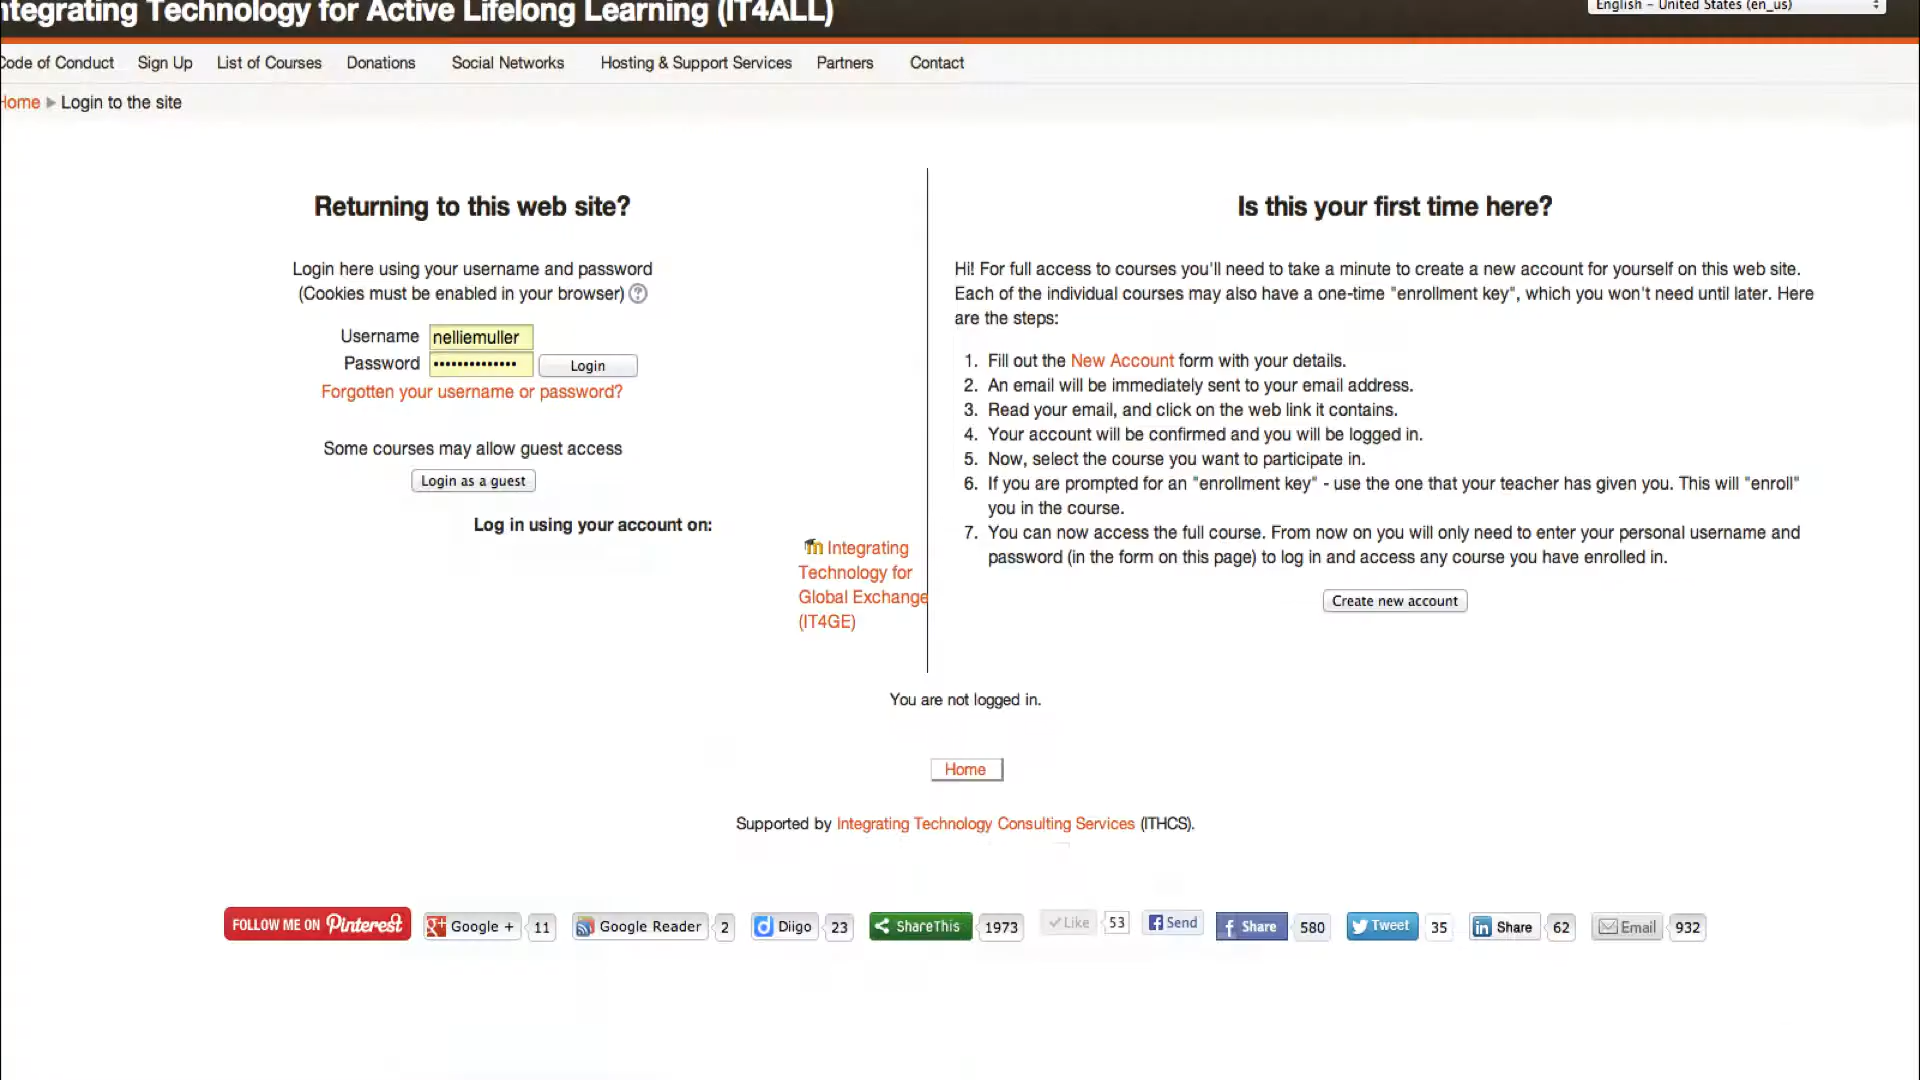 ntegrating Technology for Active Lifelong Learning (IT4ALL)
English - United States (en_us)
Code of Conduct Sign Up List of Courses Donations Social Networks Hosting & Support Services Partners Contact
Home Login to the site
Returning to this web site?
Login here using your username and password
(Cookies must be enabled in your browser) ?
Username nelliemuller
Password •••••••••••••• Login
Forgotten your username or password?
Some courses may allow guest access
Login as a guest
Log in using your account on:
Integrating
Technology for
Global Exchange
(IT4GE)
Is this your first time here?
Hi! For full access to courses you'll need to take a minute to create a new account for yourself on this web site.
Each of the individual courses may also have a one-time "enrollment key", which you won't need until later. Here
are the steps:
1. Fill out the New Account form with your details.
2. An email will be immediately sent to your email address.
3. Read your email, and click on the web link it contains.
4. Your account will be confirmed and you will be logged in.
5. Now, select the course you want to participate in.
6. If you are prompted for an "enrollment key" - use the one that your teacher has given you. This will "enroll"
you in the course.
7. You can now access the full course. From now on you will only need to enter your personal username and
password (in the form on this page) to log in and access any course you have enrolled in.
Create new account
You are not logged in.
Home
Supported by Integrating Technology Consulting Services (ITHCS).
FOLLOW ME ON Pinterest Google + 11 Google Reader 2 Diigo 23 ShareThis 1973 Like 53 Send Share 580 Tweet 35 Share 62 Email 932